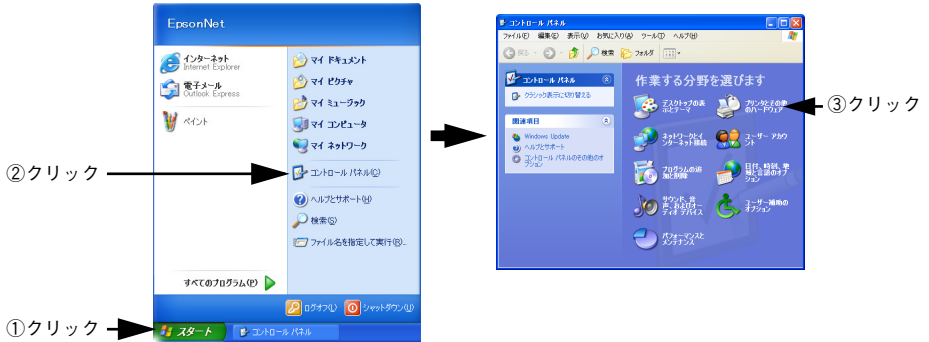 EpsonNet
インターネット
Internet Explorer
電子メール
Outlook Express
ペイント
すべてのプログラム(P)
マイ ドキュメント
マイ ピクチャ
マイ ミュージック
マイ コンピュータ
マイ ネットワーク
コントロール パネル(C)
ヘルプとサポート(H)
検索(S)
ファイル名を指定して実行(R)...
ログオフ(L)
シャットダウン(U)
スタート
コントロール パネル
②クリック
①クリック
コントロール パネル
ファイル(F) 編集(E) 表示(V) お気に入り(A) ツール(T) ヘルプ(H)
戻る
検索
フォルダ
コントロール パネル
クラシック表示に切り替える
関連項目
Windows Update
ヘルプとサポート
コントロール パネルのその他のオ
プション
作業する分野を選びます
デスクトップの表
示とテーマ
プリンタとその他
のハードウェア
ネットワークとイ
ンターネット接続
ユーザー アカウ
ント
プログラムの追
加と削除
日付、時刻、地
域と言語のオプ
ション
サウンド、音
声、およびオー
ディオ デバイス
ユーザー補助の
オプション
パフォーマンスと
メンテナンス
③クリック